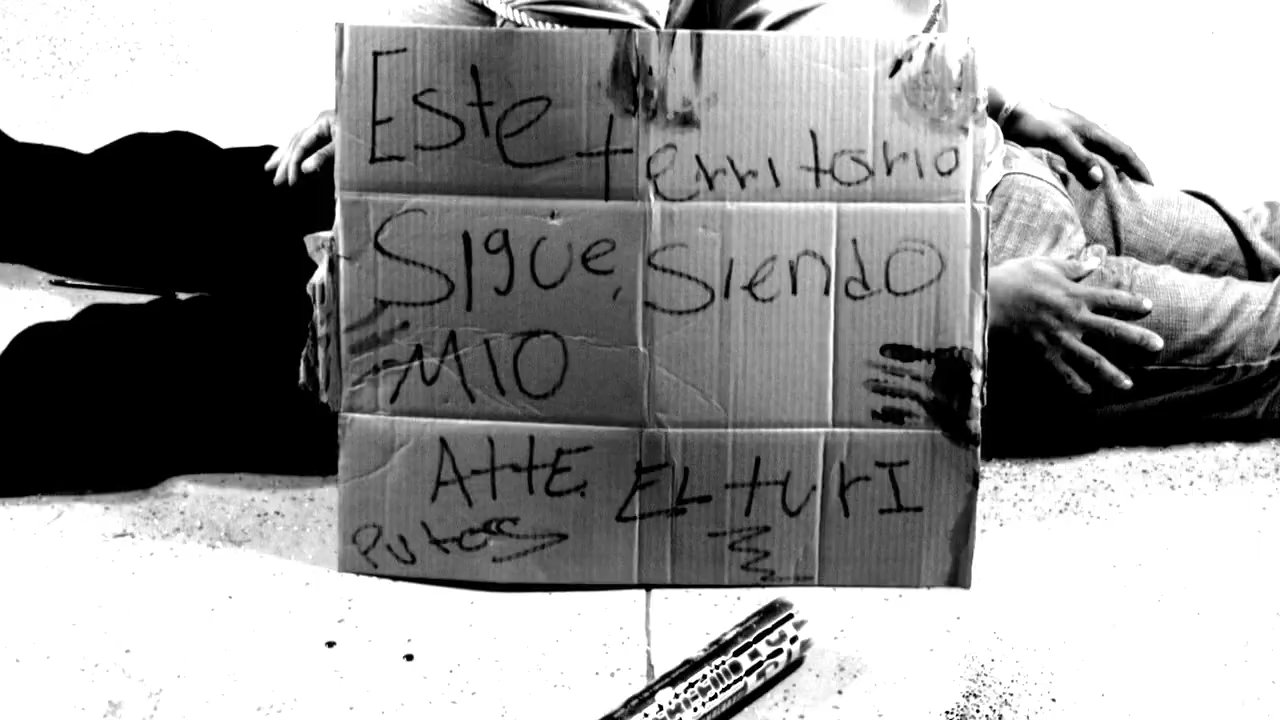 Este territorio
Sigue, Siendo
MIO
Atte. EL turI
Putos